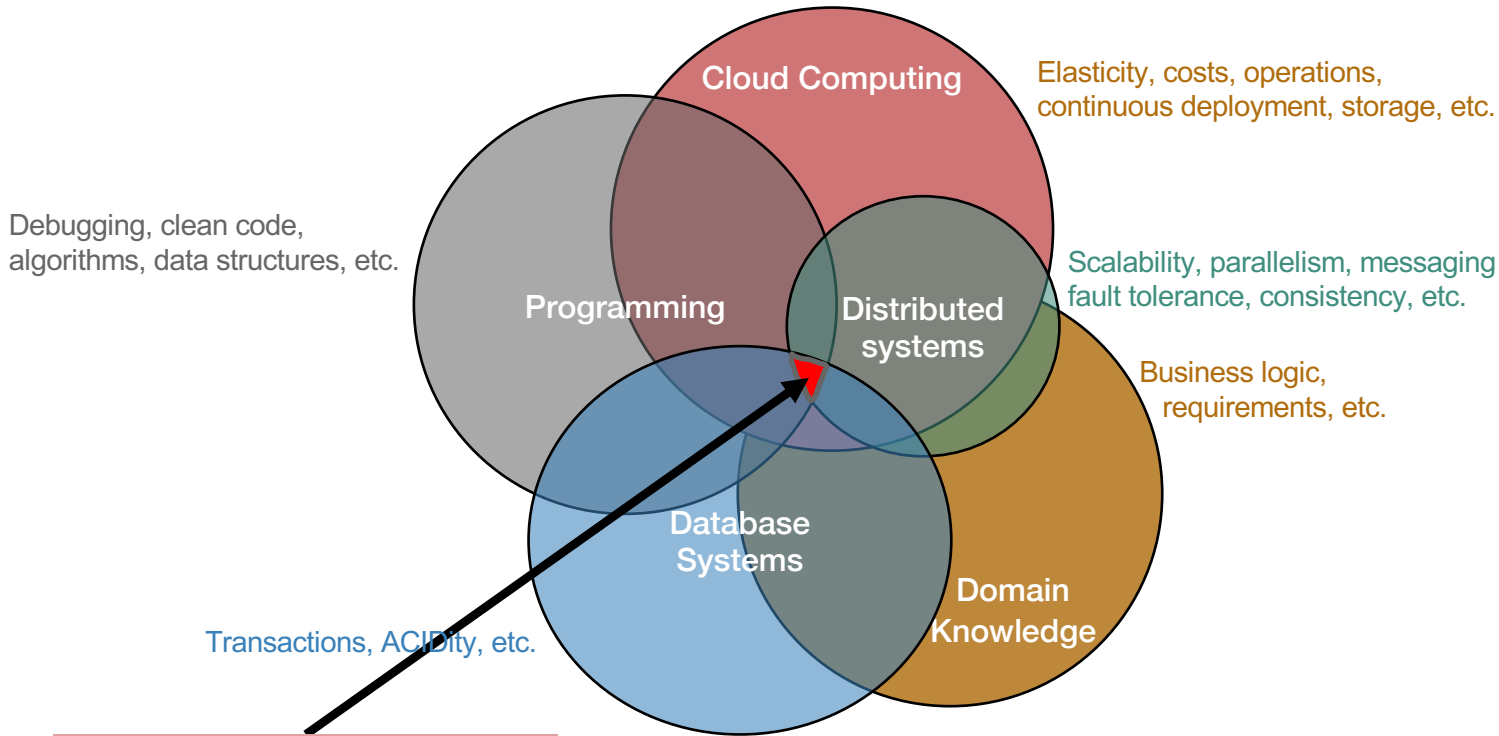 Cloud Computing
Elasticity, costs, operations,
continuous deployment, storage, etc.
Debugging, clean code,
algorithms, data structures, etc.
Programming
Distributed
systems
Scalability, parallelism, messaging
fault tolerance, consistency, etc.
Business logic,
requirements, etc.
Database
Systems
Domain
Knowledge
Transactions, ACIDity, etc.